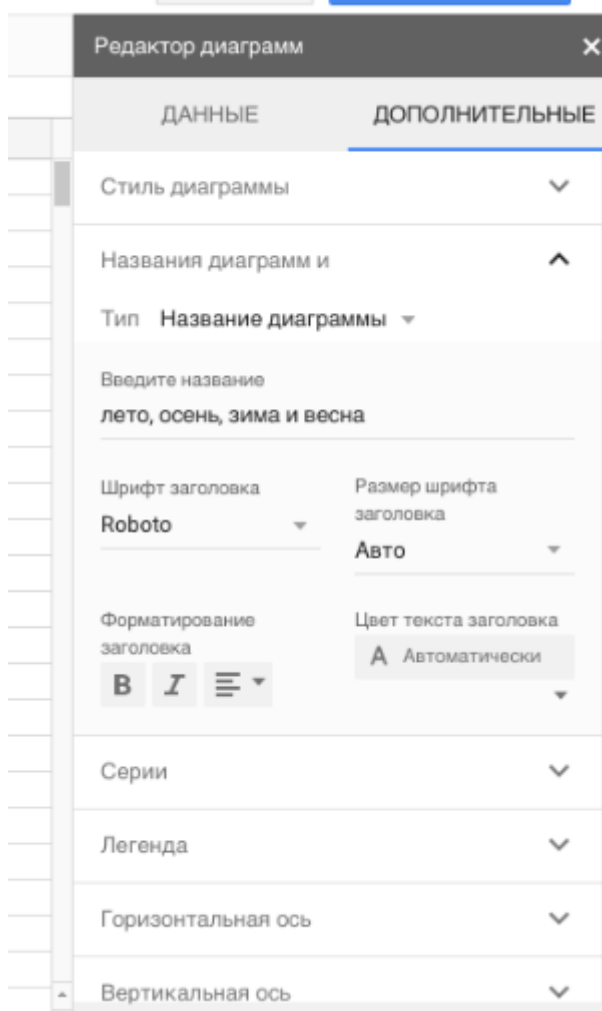 Редактор диаграмм
ДАННЫЕ ДОПОЛНИТЕЛЬНЫЕ
Стиль диаграммы
Названия диаграмм и
Тип Название диаграммы
Введите название
лето, осень, зима и весна
Шрифт заголовка
Roboto
Размер шрифта
заголовка
Авто
Форматирование
заголовка
B I
Цвет текста заголовка
A Автоматически
Серии
Легенда
Горизонтальная ось
Вертикальная ось